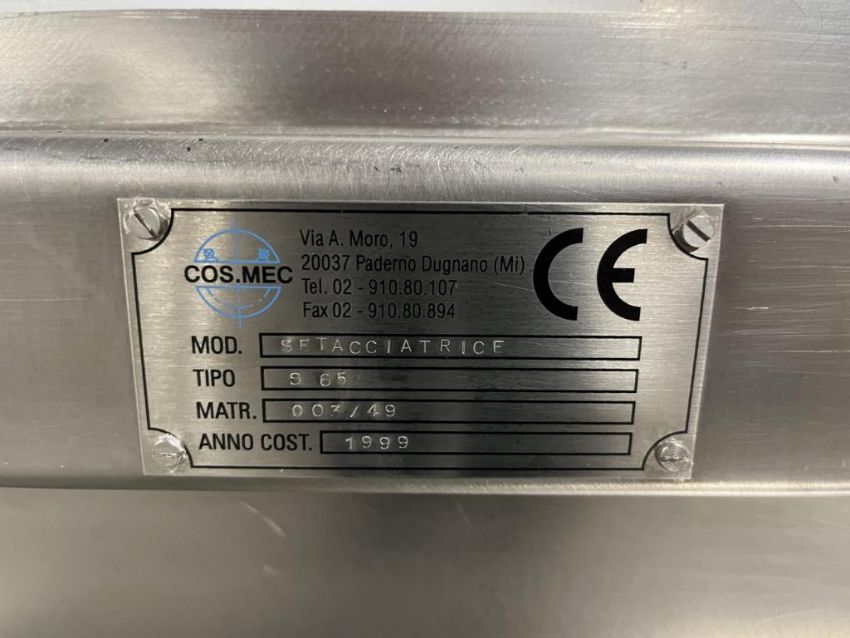 COS.MEC
Via A. Moro, 19
20037 Paderno Dugnano (Mi)
Tel. 02 - 910.80.107
Fax 02 - 910.80.894
CE
MOD. SETACCIATRICE
TIPO S 65
MATR. 003/49
ANNO COST. 1999